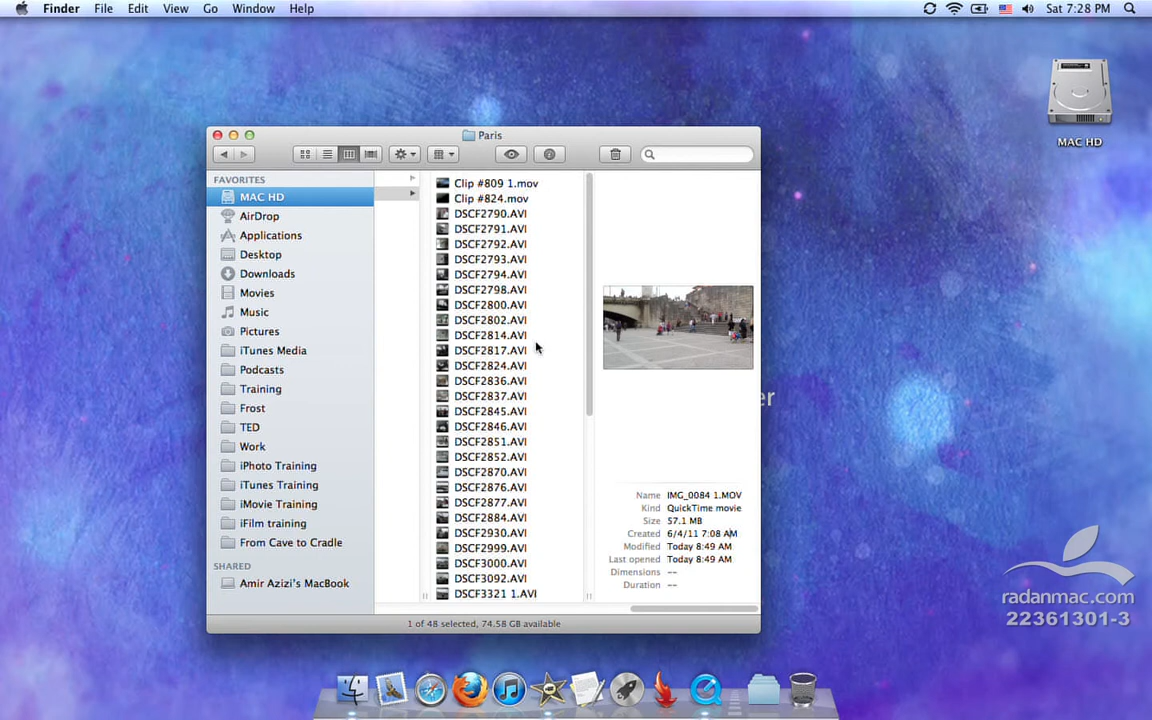 Finder File Edit View Go Window Help Sat 7:28 PM
MAC HD
Paris
FAVORITES
MAC HD
AirDrop
Applications
Desktop
Downloads
Movies
Music
Pictures
iTunes Media
Podcasts
Training
Frost
TED
Work
iPhoto Training
iTunes Training
iMovie Training
iFilm training
From Cave to Cradle
SHARED
Amir Azizi's MacBook
Clip #809 1.mov
Clip #824.mov
DSCF2790.AVI
DSCF2791.AVI
DSCF2792.AVI
DSCF2793.AVI
DSCF2794.AVI
DSCF2798.AVI
DSCF2800.AVI
DSCF2802.AVI
DSCF2814.AVI
DSCF2817.AVI
DSCF2824.AVI
DSCF2836.AVI
DSCF2837.AVI
DSCF2845.AVI
DSCF2846.AVI
DSCF2851.AVI
DSCF2852.AVI
DSCF2870.AVI
DSCF2876.AVI
DSCF2877.AVI
DSCF2884.AVI
DSCF2930.AVI
DSCF2999.AVI
DSCF3000.AVI
DSCF3092.AVI
DSCF3321 1.AVI
Name IMG_0084 1.MOV
Kind QuickTime movie
Size 57.1 MB
Created 6/4/11 7:08 AM
Modified Today 8:49 AM
Last opened Today 8:49 AM
Dimensions --
Duration --
1 of 48 selected, 74.58 GB available
er
radanmac.com
22361301-3